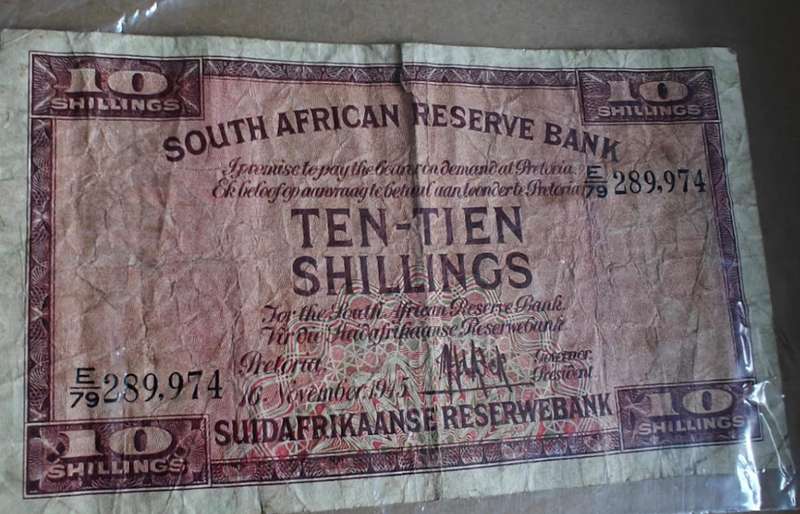 10 SHILLINGS
10 SHILLINGS
SOUTH AFRICAN RESERVE BANK
I promise to pay the bearer on demand at Pretoria
Ek beloof op aanvraag te betaal aan toonder te Pretoria
E/79 289,974
TEN-TIEN
SHILLINGS
For the South African Reserve Bank
Vir die Suidafrikaanse Reserwebank
Pretoria,
16. November, 1945
Governor
President
E/79 289,974
SUIDAFRIKAANSE RESERWEBANK
10 SHILLINGS
10 SHILLINGS